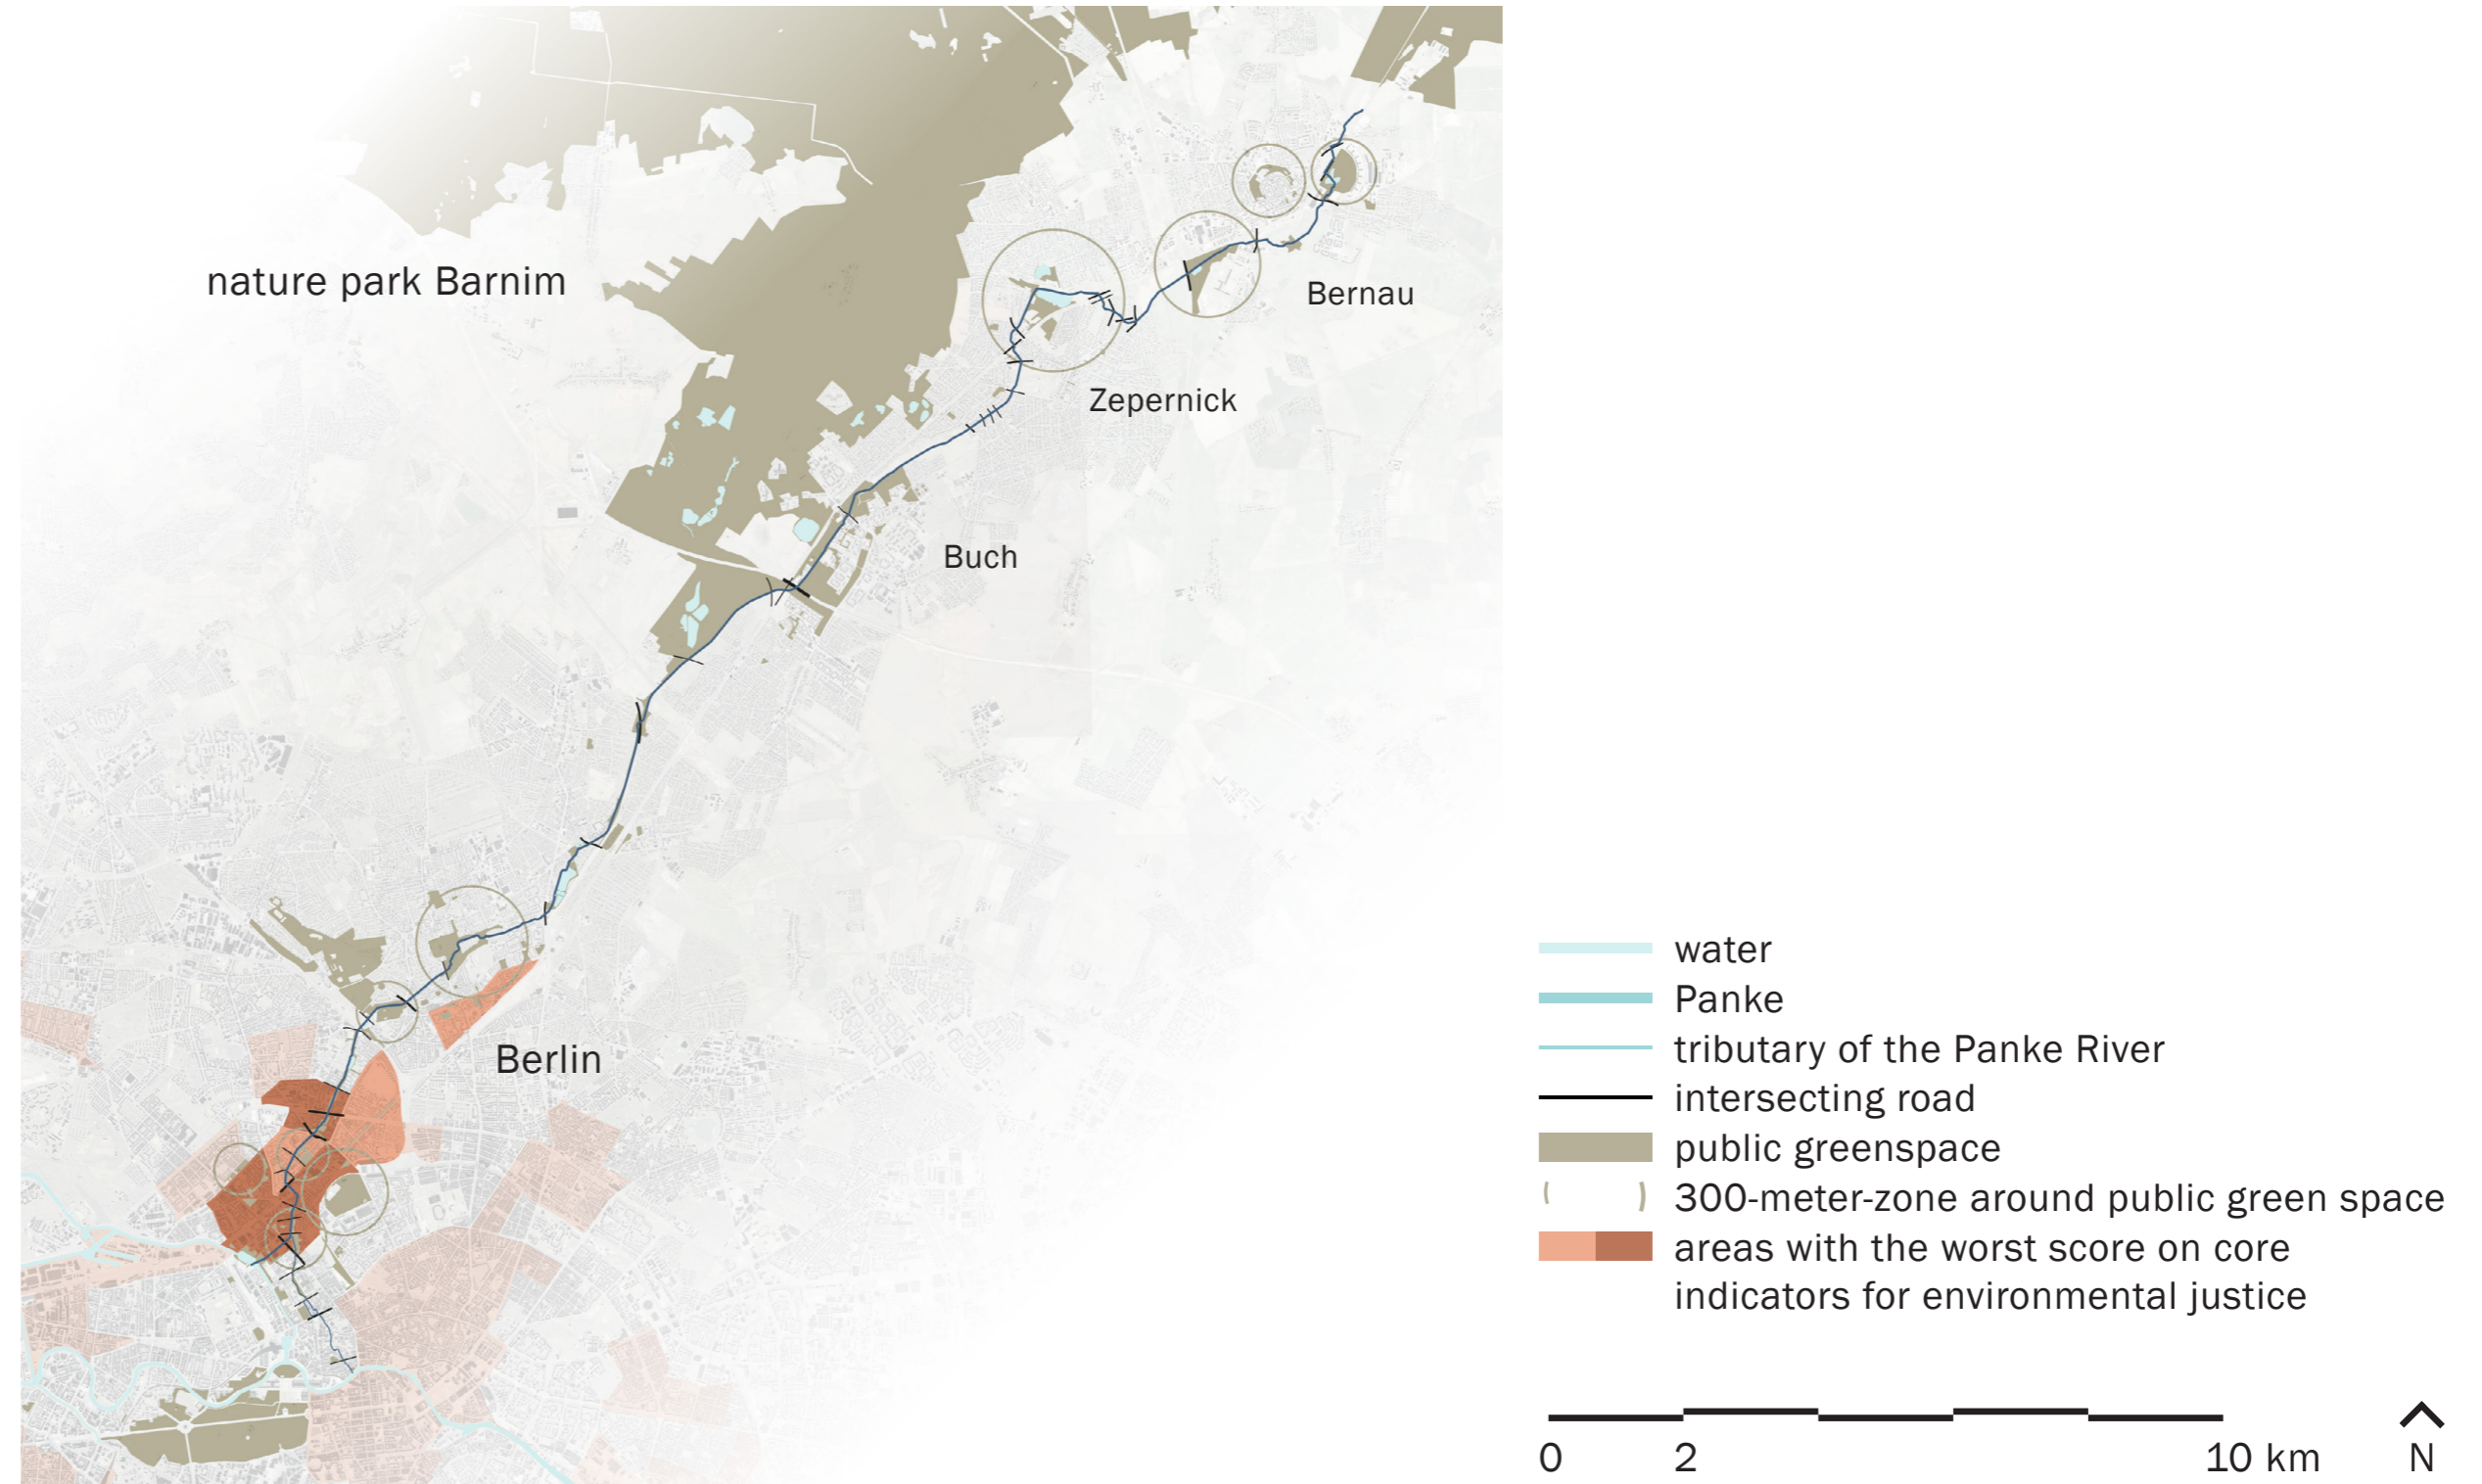 nature park Barnim
Bernau
Zepernick
Buch
Berlin
water
Panke
tributary of the Panke River
intersecting road
public greenspace
300-meter-zone around public green space
areas with the worst score on core
indicators for environmental justice
0 2 10 km N